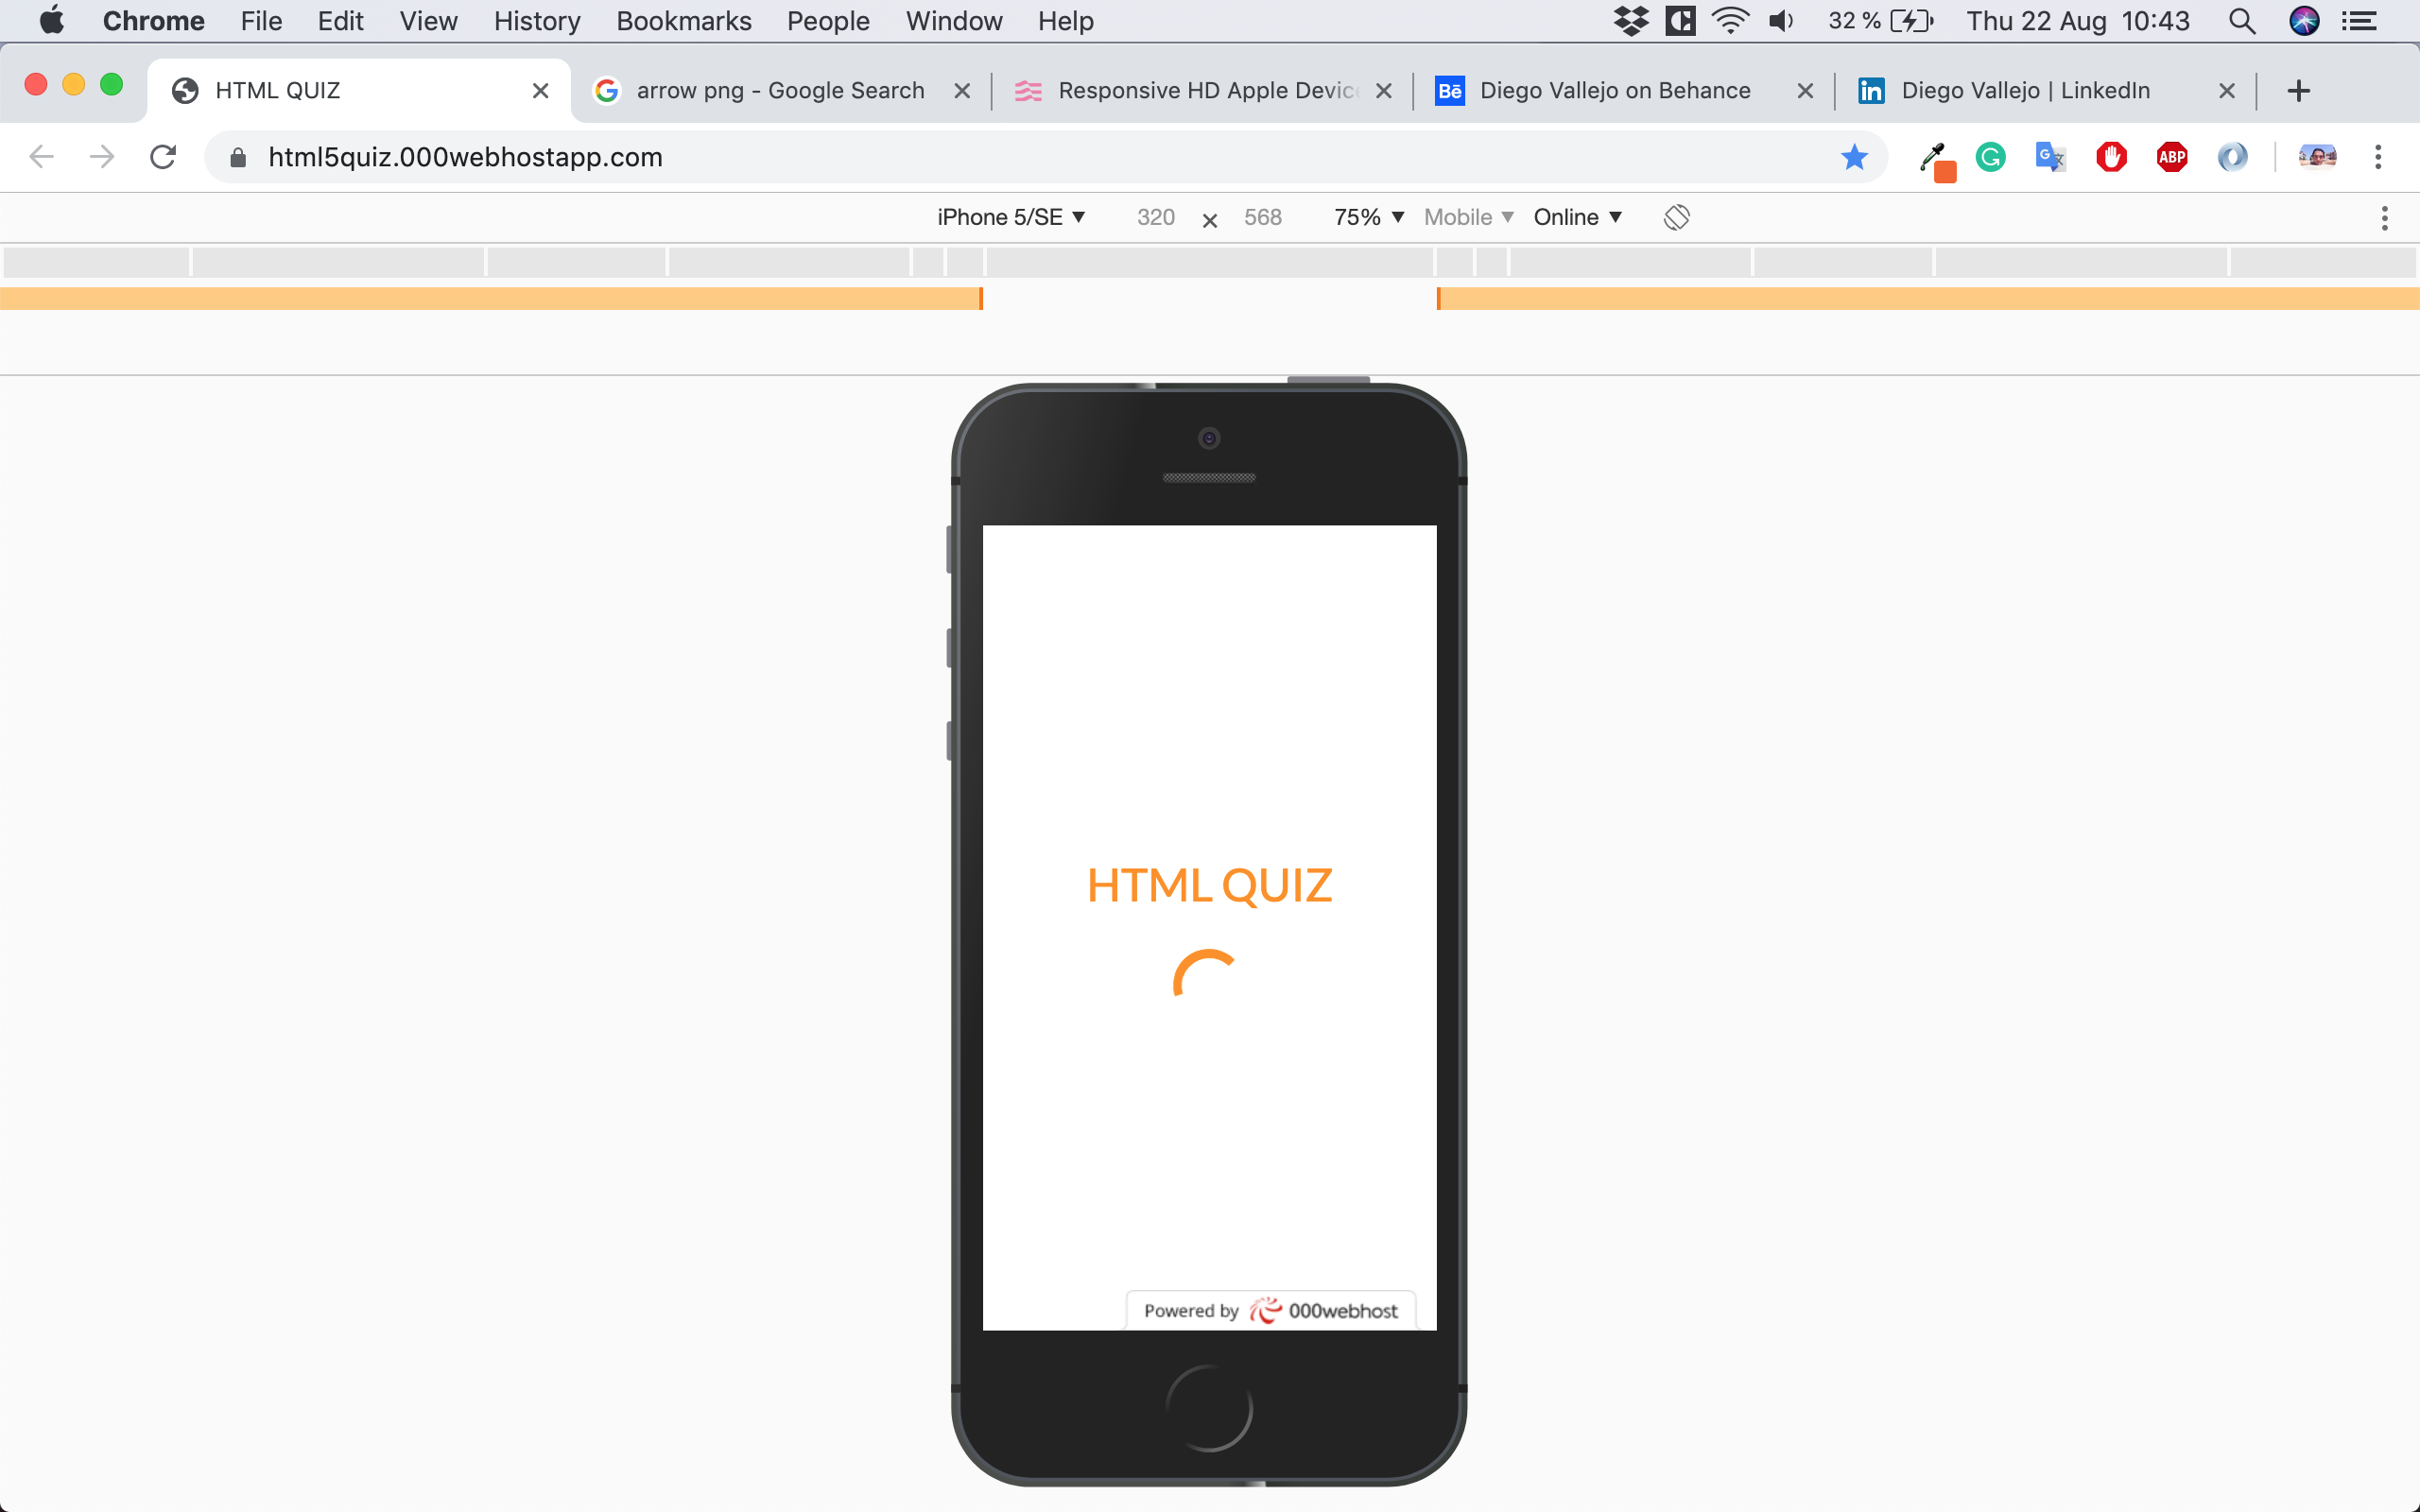 Chrome File Edit View History Bookmarks People Window Help 32 % Thu 22 Aug 10:43
HTML QUIZ arrow png - Google Search Responsive HD Apple Devic Bē Diego Vallejo on Behance in Diego Vallejo | LinkedIn
html5quiz.000webhostapp.com ABP
iPhone 5/SE 320 × 568 75% Mobile Online
HTML QUIZ
Powered by 000webhost